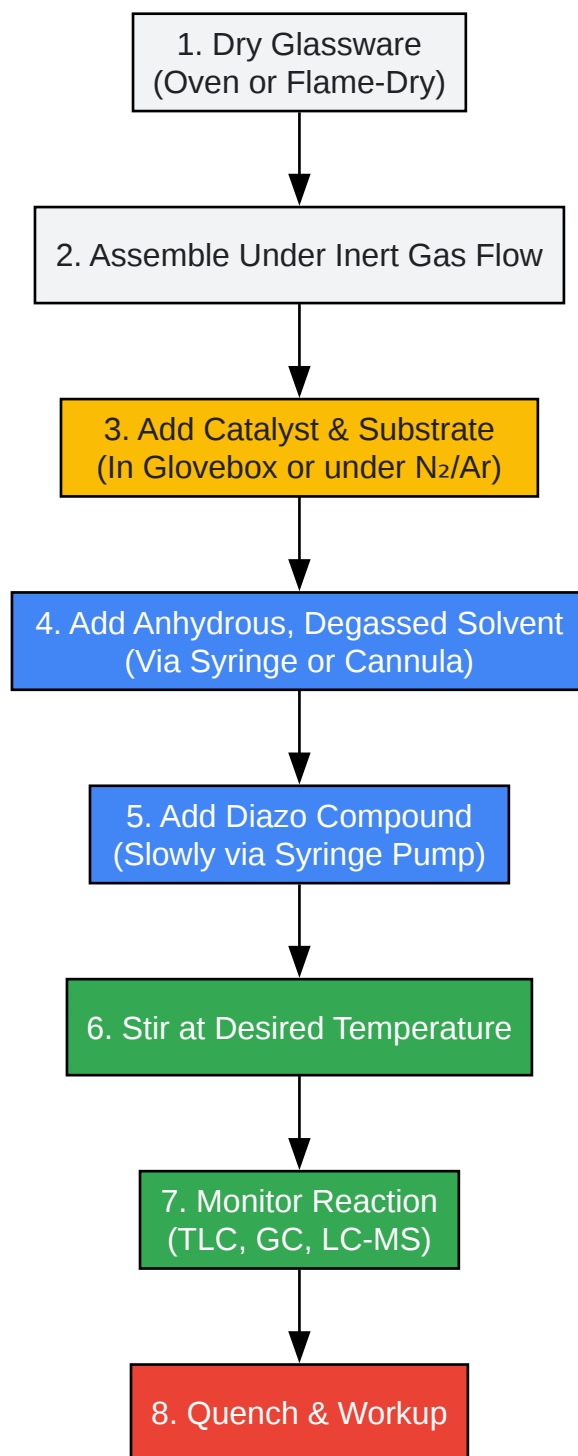 1. Dry Glassware
(Oven or Flame-Dry)
2. Assemble Under Inert Gas Flow
3. Add Catalyst & Substrate
(In Glovebox or under N₂/Ar)
4. Add Anhydrous, Degassed Solvent
(Via Syringe or Cannula)
5. Add Diazo Compound
(Slowly via Syringe Pump)
6. Stir at Desired Temperature
7. Monitor Reaction
(TLC, GC, LC-MS)
8. Quench & Workup